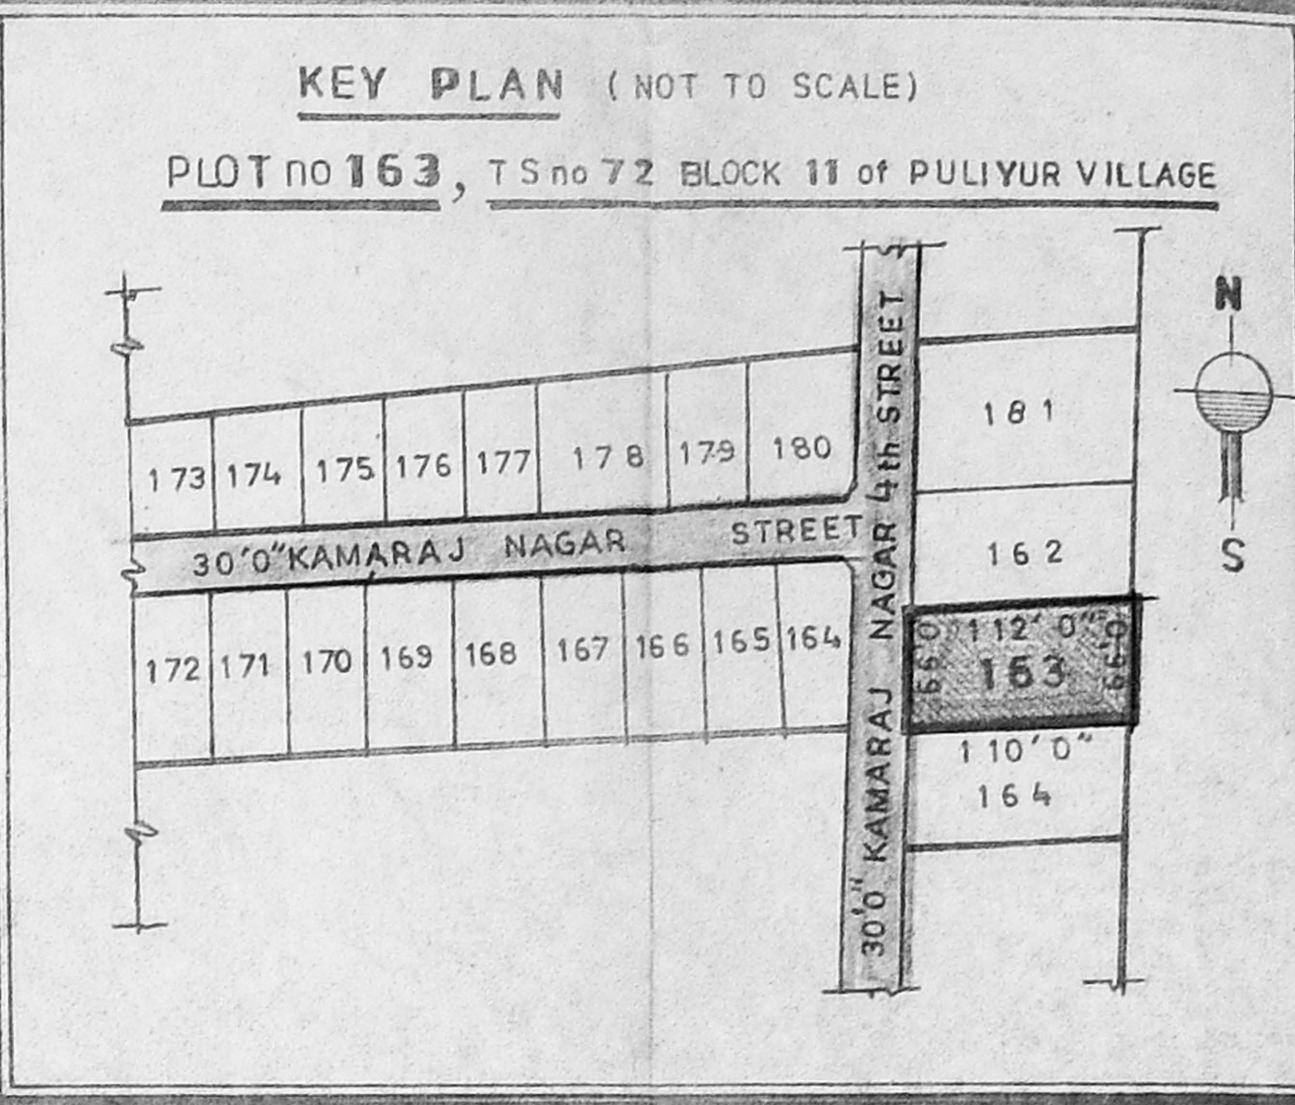 KEY PLAN (NOT TO SCALE)
PLOT no 163, TS no 72 BLOCK 11 of PULIYUR VILLAGE
N
S
181
173 174 175 176 177 178 179 180
30'0" KAMARAJ NAGAR STREET
162
172 171 170 169 168 167 166 165 164
30'0" KAMARAJ NAGAR 4th STREET
112'0"
66'0
163
66'0
110'0"
164